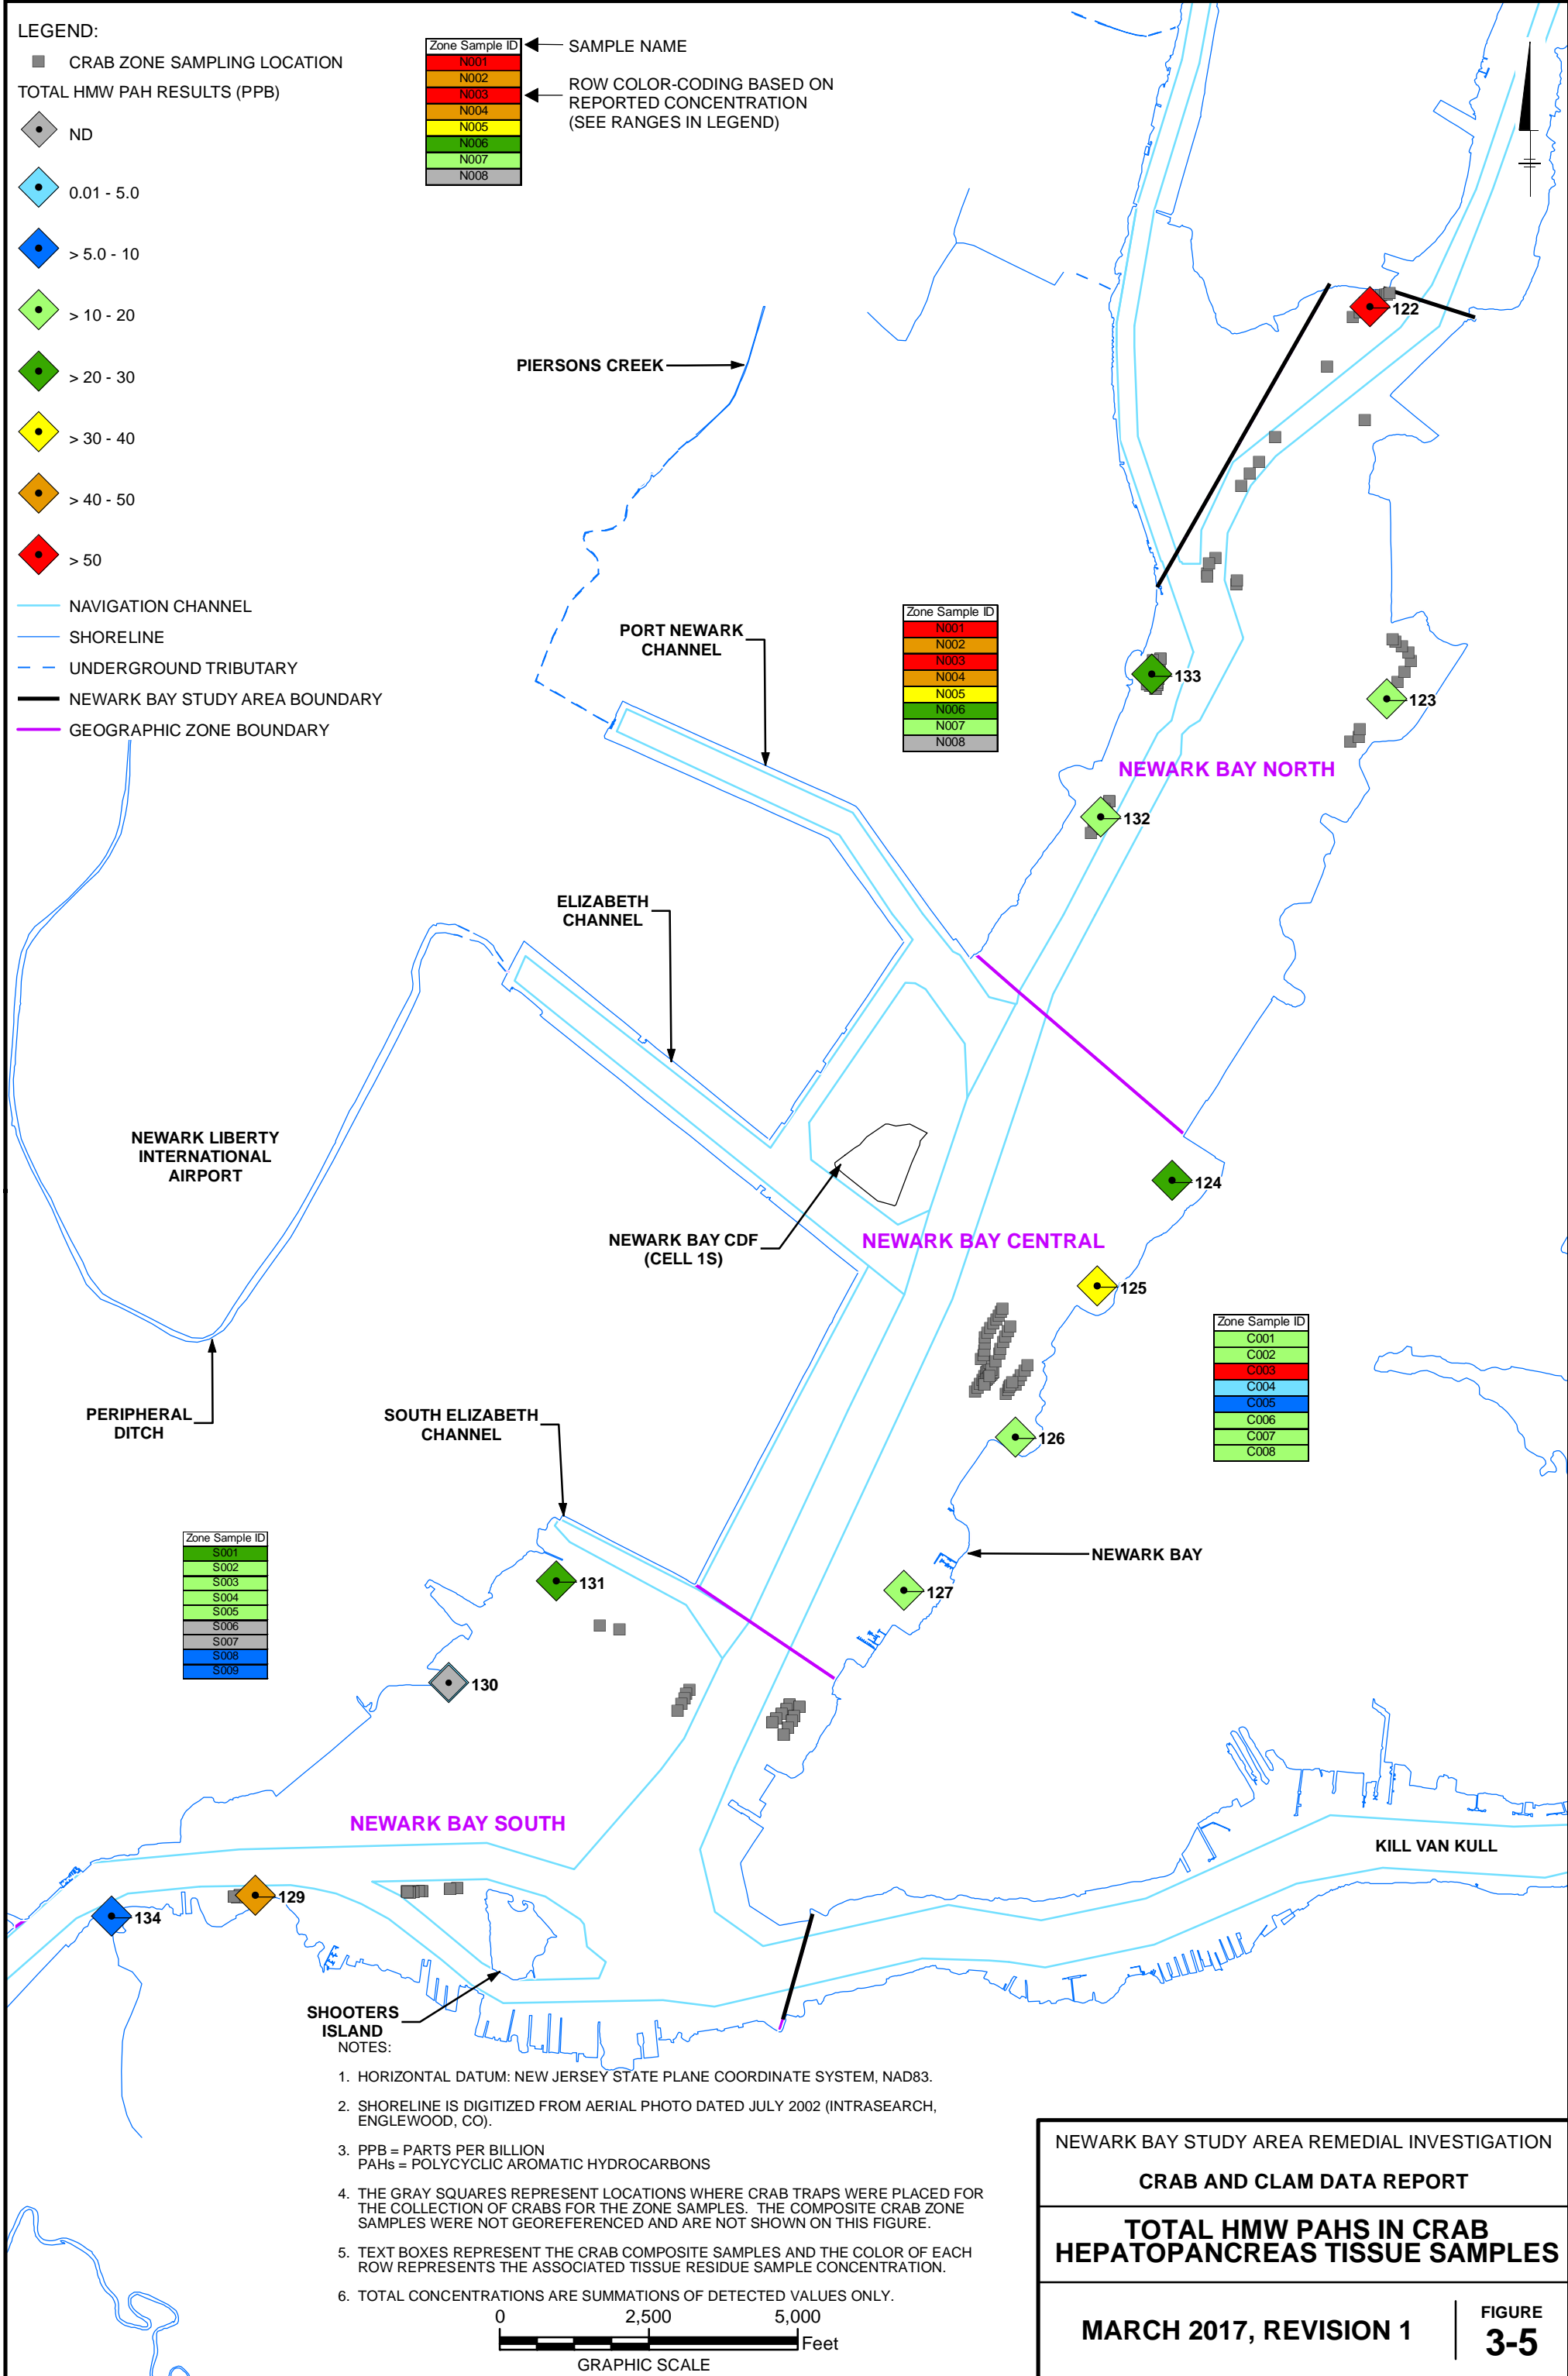 LEGEND:
CRAB ZONE SAMPLING LOCATION
TOTAL HMW PAH RESULTS (PPB)
ND
0.01 - 5.0
> 5.0 - 10
> 10 - 20
> 20 - 30
> 30 - 40
> 40 - 50
> 50
NAVIGATION CHANNEL
SHORELINE
UNDERGROUND TRIBUTARY
NEWARK BAY STUDY AREA BOUNDARY
GEOGRAPHIC ZONE BOUNDARY
Zone Sample ID
N001
N002
N003
N004
N005
N006
N007
N008
SAMPLE NAME
ROW COLOR-CODING BASED ON
REPORTED CONCENTRATION
(SEE RANGES IN LEGEND)
122
PIERSONS CREEK
PORT NEWARK
CHANNEL
Zone Sample ID
N001
N002
N003
N004
N005
N006
N007
N008
133
123
NEWARK BAY NORTH
132
ELIZABETH
CHANNEL
NEWARK LIBERTY
INTERNATIONAL
AIRPORT
124
NEWARK BAY CDF
(CELL 1S)
NEWARK BAY CENTRAL
125
Zone Sample ID
C001
C002
C003
C004
C005
C006
C007
C008
PERIPHERAL
DITCH
SOUTH ELIZABETH
CHANNEL
126
Zone Sample ID
S001
S002
S003
S004
S005
S006
S007
S008
S009
NEWARK BAY
131
127
130
NEWARK BAY SOUTH
KILL VAN KULL
129
134
SHOOTERS
ISLAND
NOTES:
1. HORIZONTAL DATUM: NEW JERSEY STATE PLANE COORDINATE SYSTEM, NAD83.
2. SHORELINE IS DIGITIZED FROM AERIAL PHOTO DATED JULY 2002 (INTRASEARCH,
ENGLEWOOD, CO).
3. PPB = PARTS PER BILLION
PAHs = POLYCYCLIC AROMATIC HYDROCARBONS
4. THE GRAY SQUARES REPRESENT LOCATIONS WHERE CRAB TRAPS WERE PLACED FOR
THE COLLECTION OF CRABS FOR THE ZONE SAMPLES. THE COMPOSITE CRAB ZONE
SAMPLES WERE NOT GEOREFERENCED AND ARE NOT SHOWN ON THIS FIGURE.
5. TEXT BOXES REPRESENT THE CRAB COMPOSITE SAMPLES AND THE COLOR OF EACH
ROW REPRESENTS THE ASSOCIATED TISSUE RESIDUE SAMPLE CONCENTRATION.
6. TOTAL CONCENTRATIONS ARE SUMMATIONS OF DETECTED VALUES ONLY.
0 2,500 5,000
Feet
GRAPHIC SCALE
NEWARK BAY STUDY AREA REMEDIAL INVESTIGATION
CRAB AND CLAM DATA REPORT
TOTAL HMW PAHS IN CRAB
HEPATOPANCREAS TISSUE SAMPLES
MARCH 2017, REVISION 1
FIGURE
3-5